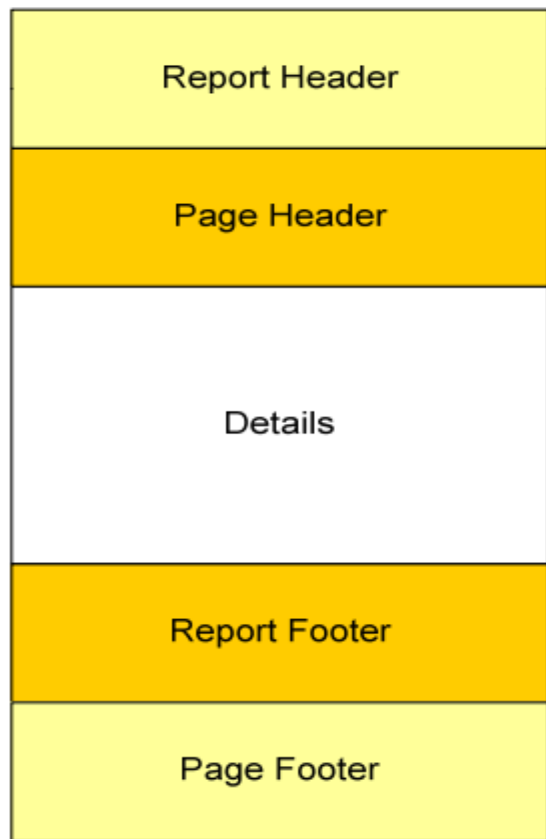 Report Header
Page Header
Details
Report Footer
Page Footer